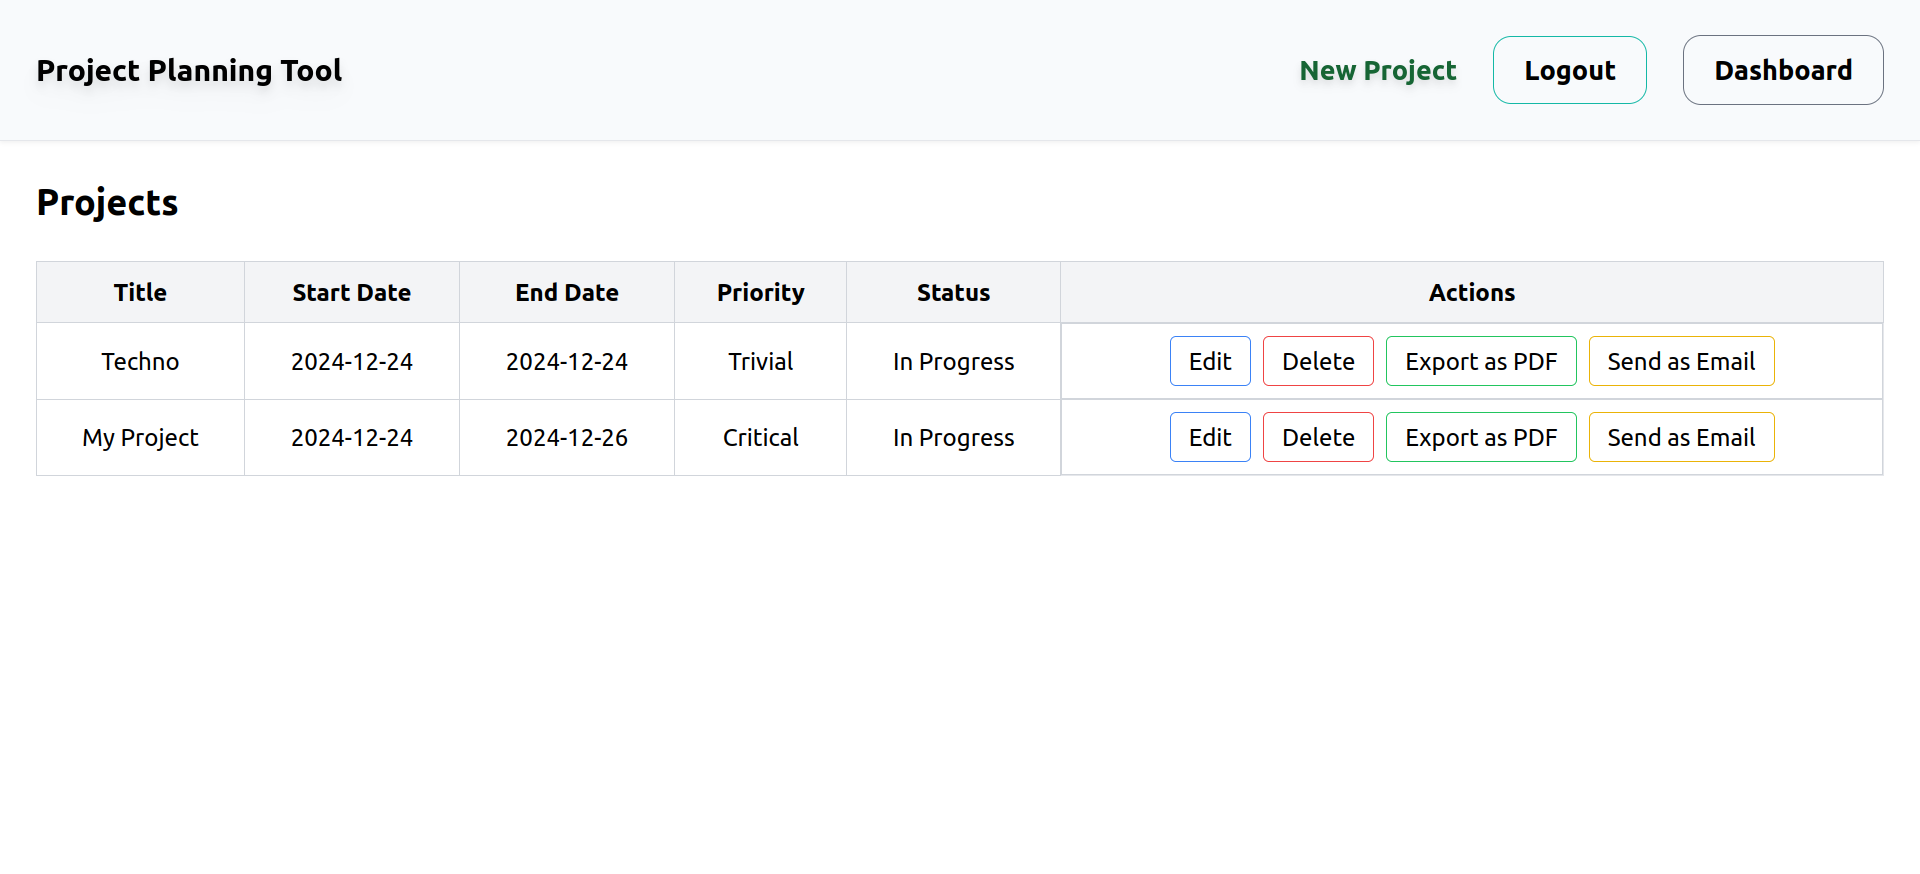 Project Planning Tool New Project Logout Dashboard
Projects
Title Start Date End Date Priority Status Actions
Techno 2024-12-24 2024-12-24 Trivial In Progress Edit Delete Export as PDF Send as Email
My Project 2024-12-24 2024-12-26 Critical In Progress Edit Delete Export as PDF Send as Email